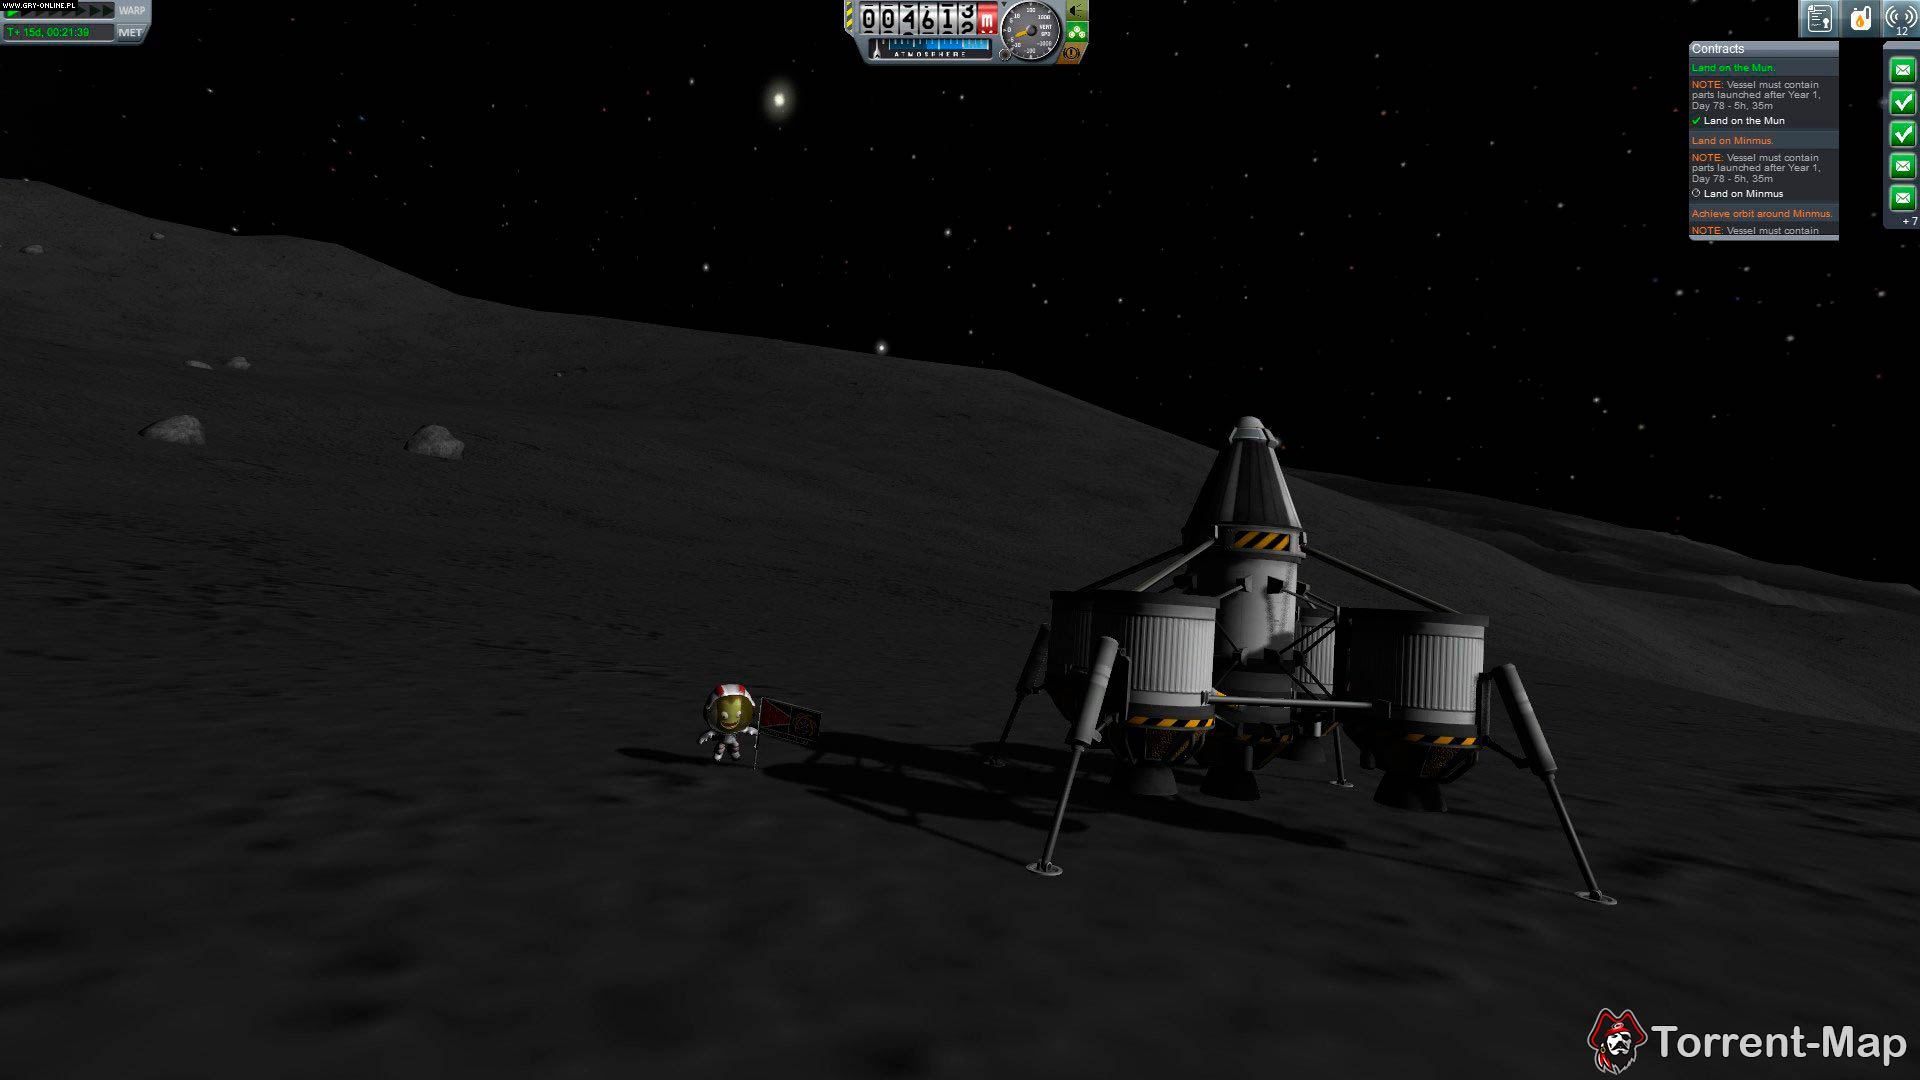 WWW.GRY-ONLINE.PL
WARP
T+ 15d, 00:21:39
MET
004613 m
ATMOSPHERE
VERT
SPD
12
Contracts
Land on the Mun.
NOTE: Vessel must contain
parts launched after Year 1,
Day 78 - 5h, 35m
Land on the Mun
Land on Minmus.
NOTE: Vessel must contain
parts launched after Year 1,
Day 78 - 5h, 35m
Land on Minmus
Achieve orbit around Minmus.
NOTE: Vessel must contain
+ 7
Torrent-Map